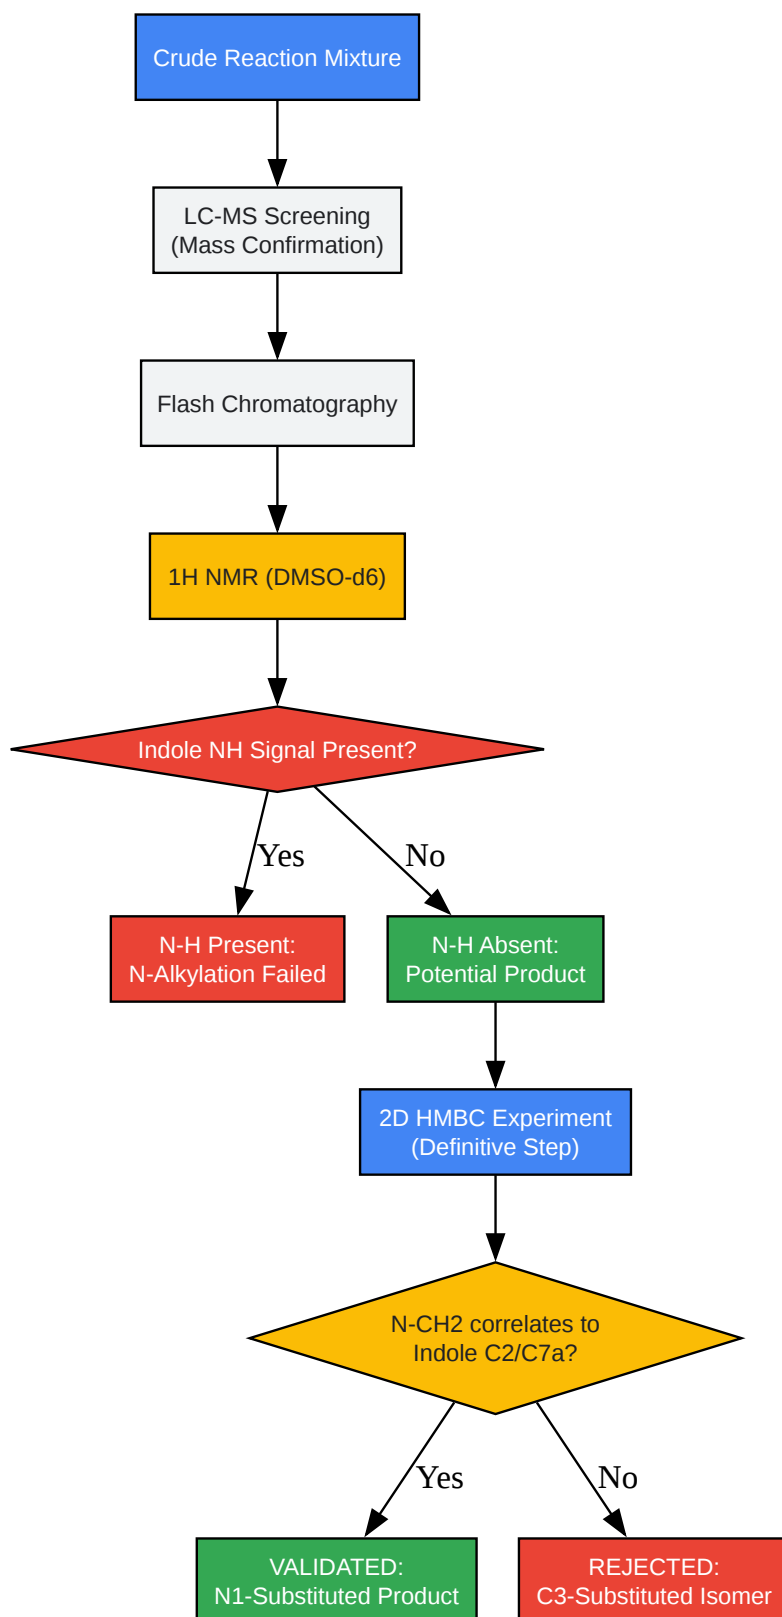 Crude Reaction Mixture
LC-MS Screening
(Mass Confirmation)
Flash Chromatography
1H NMR (DMSO-d6)
Indole NH Signal Present?
Yes
No
N-H Present:
N-Alkylation Failed
N-H Absent:
Potential Product
2D HMBC Experiment
(Definitive Step)
N-CH2 correlates to
Indole C2/C7a?
Yes
No
VALIDATED:
N1-Substituted Product
REJECTED:
C3-Substituted Isomer